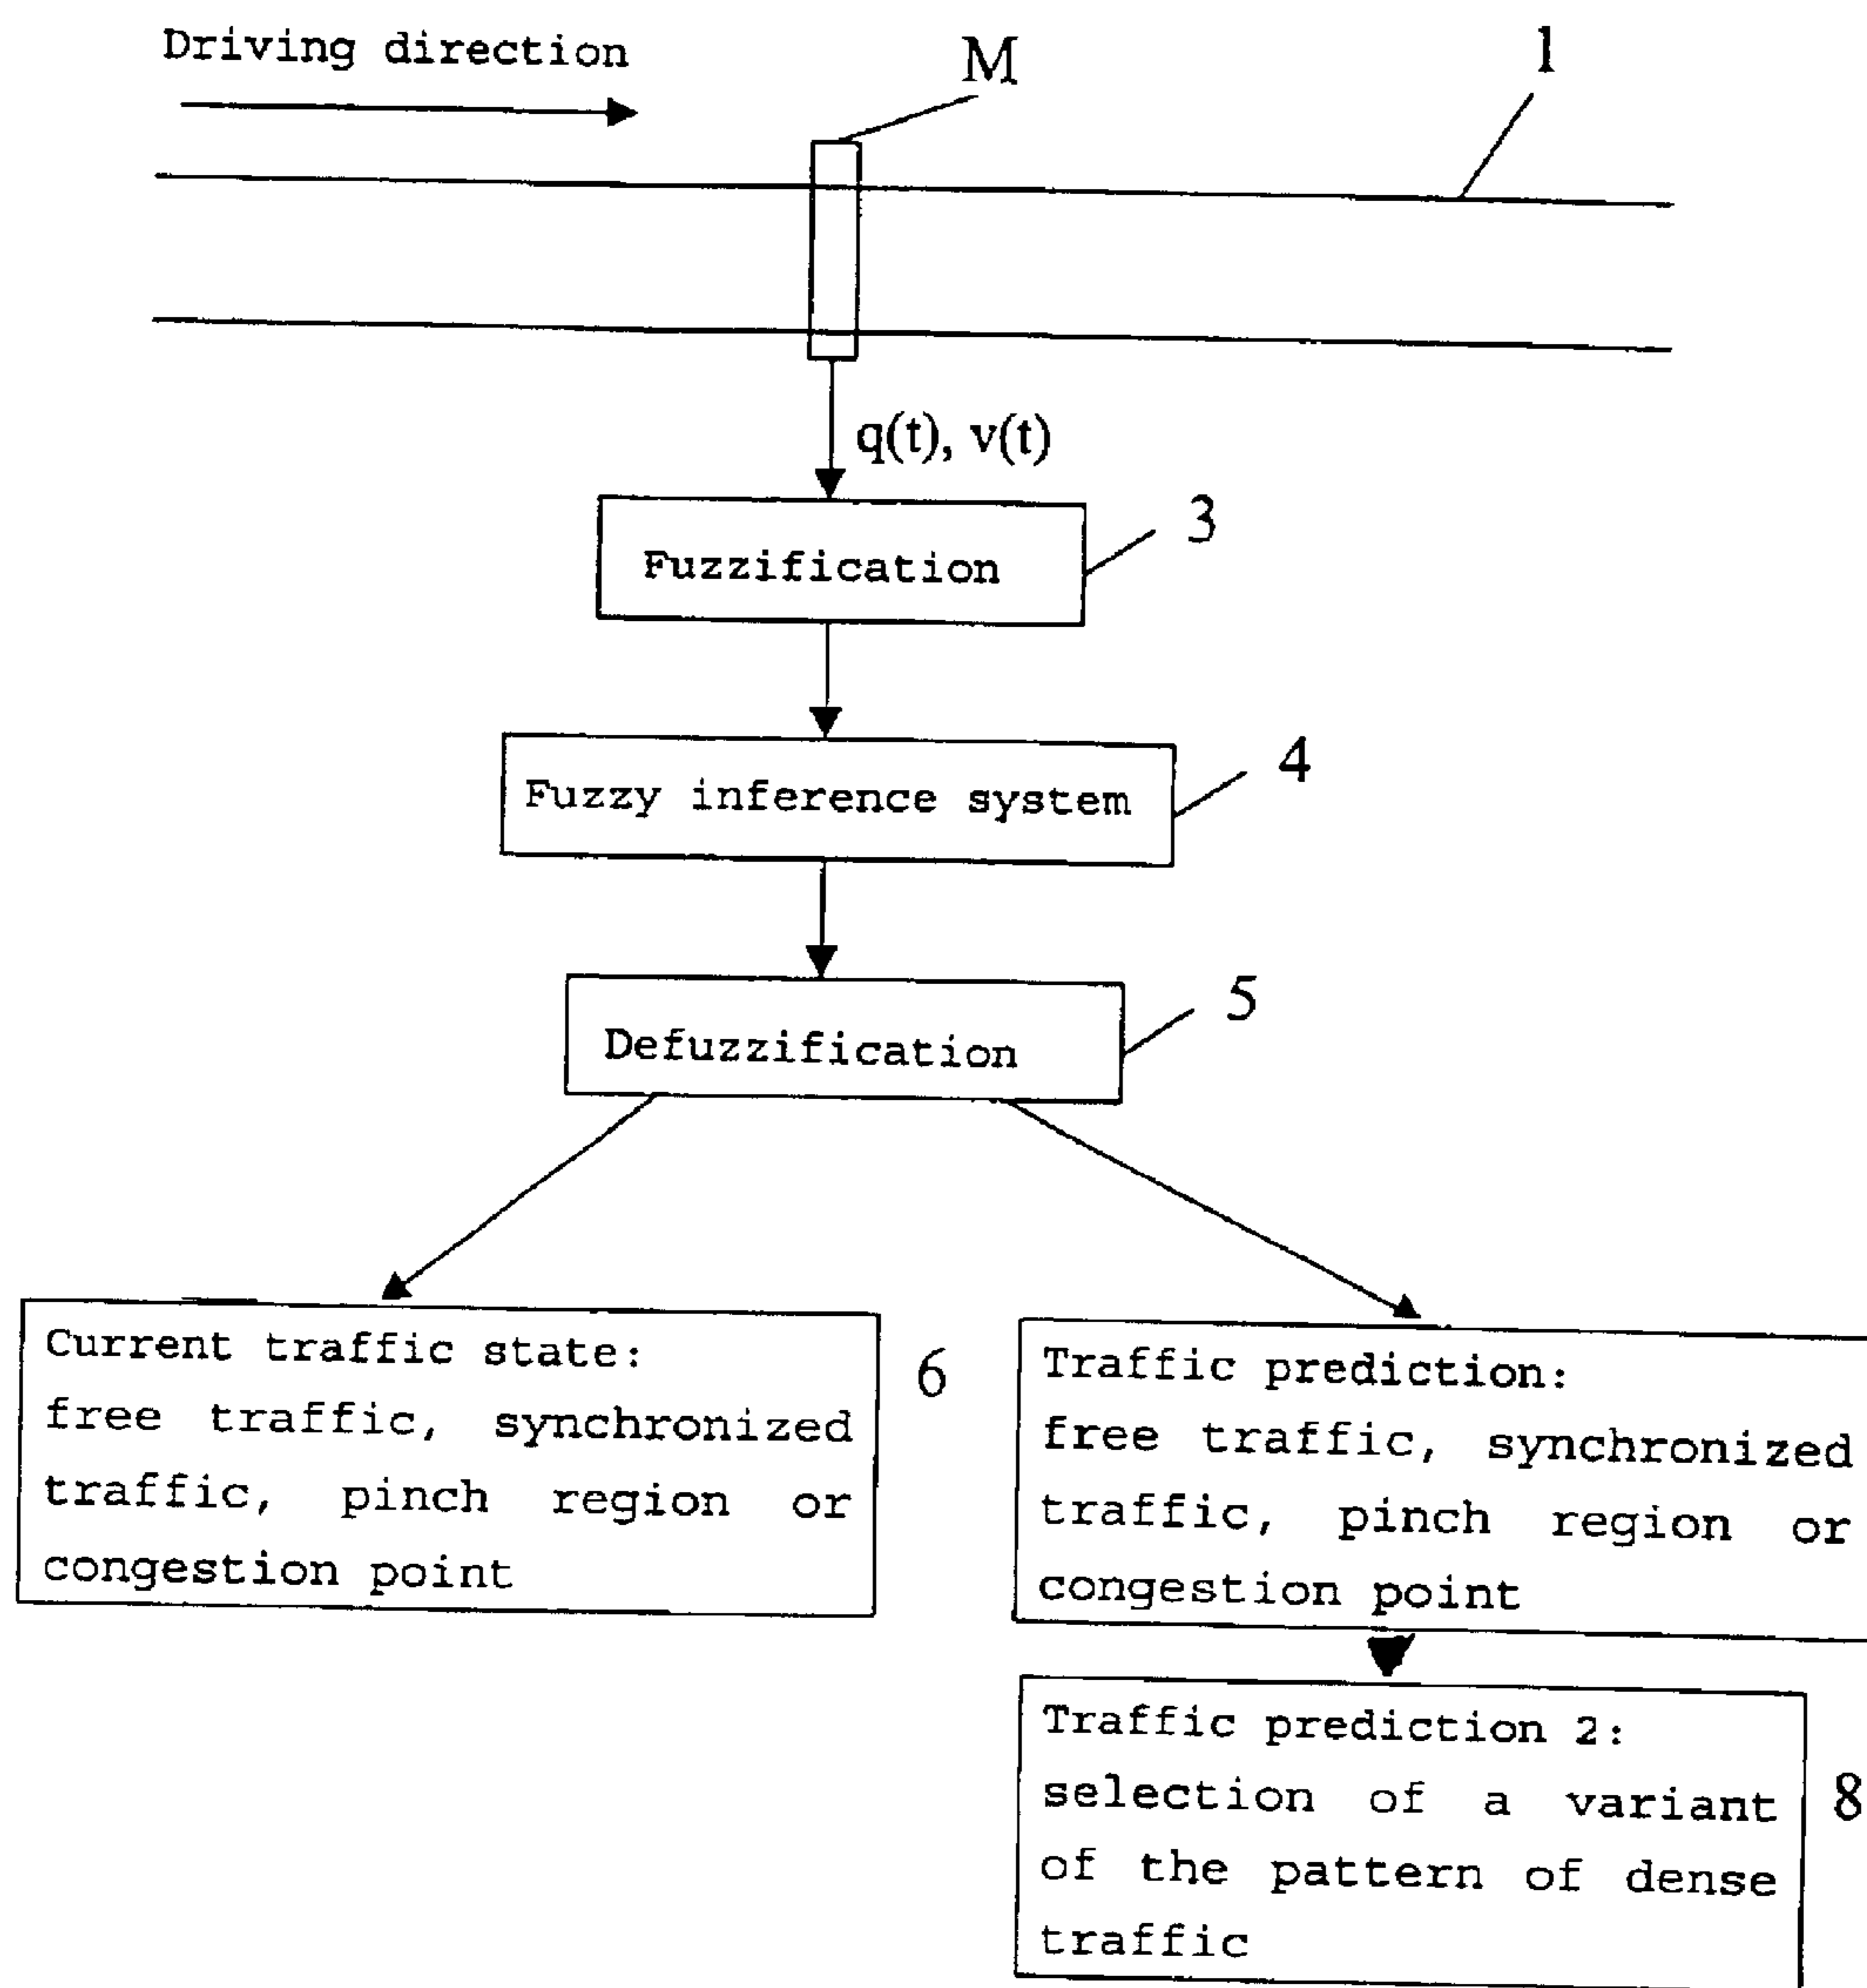 Driving direction
M
1
q(t), v(t)
Fuzzification
3
Fuzzy inference system
4
Defuzzification
5
Current traffic state:
free traffic, synchronized
traffic, pinch region or
congestion point
6
Traffic prediction:
free traffic, synchronized
traffic, pinch region or
congestion point
Traffic prediction 2:
selection of a variant
of the pattern of dense
traffic
8